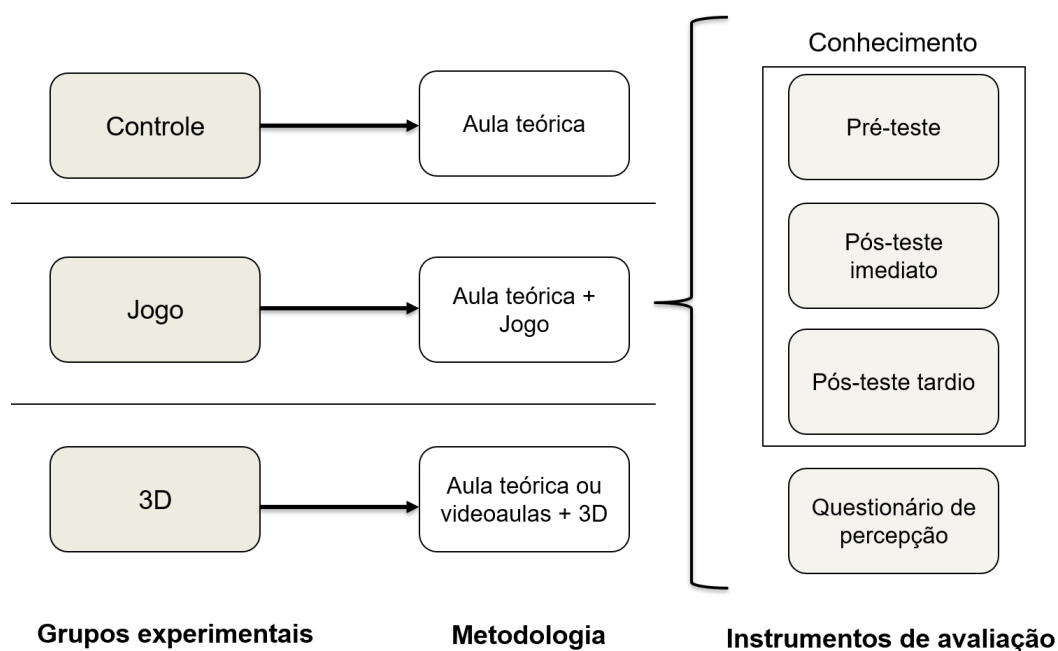 Conhecimento
Controle
Aula teórica
Pré-teste
Pós-teste
imediato
Jogo
Aula teórica +
Jogo
Pós-teste tardio
3D
Aula teórica ou
videoaulas + 3D
Questionário de
percepção
Grupos experimentais
Metodologia
Instrumentos de avaliação